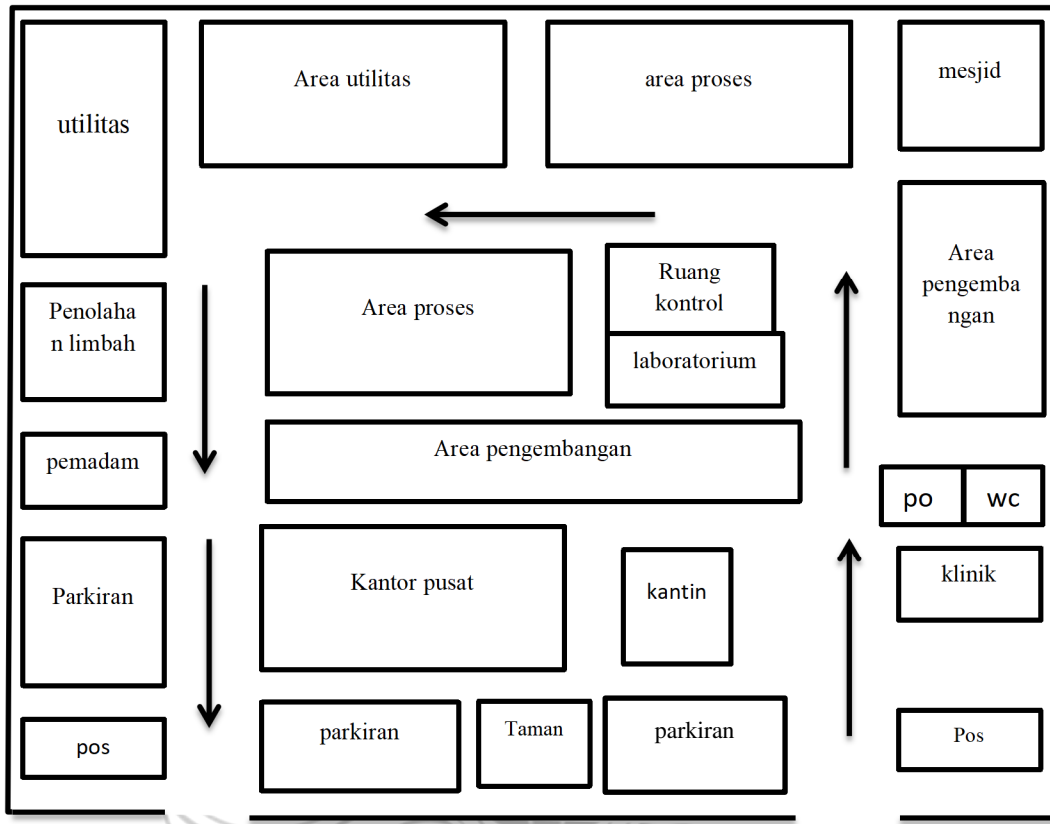 utilitas
Area utilitas
area proses
mesjid
Area proses
Ruang
kontrol
laboratorium
Area
pengemba
ngan
Penolaha
n limbah
Area pengembangan
pemadam
po
wc
Parkiran
Kantor pusat
kantin
klinik
pos
parkiran
Taman
parkiran
Pos